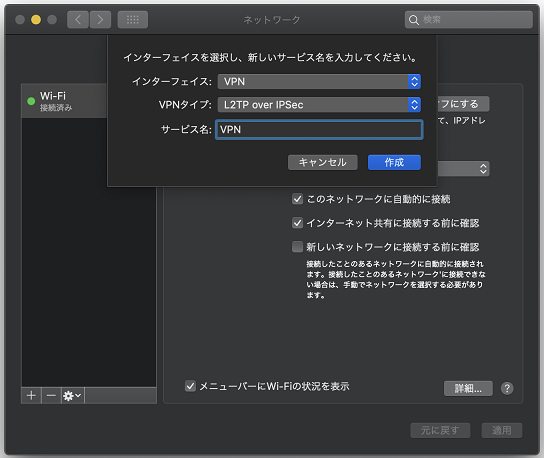 ネットワーク
検索
インターフェイスを選択し、新しいサービス名を入力してください。
インターフェイス: VPN
VPNタイプ: L2TP over IPSec
サービス名: VPN
キャンセル 作成
Wi-Fi
接続済み
オフにする
て、IPアドレ
このネットワークに自動的に接続
インターネット共有に接続する前に確認
新しいネットワークに接続する前に確認
接続したことのあるネットワークに自動的に接続され
ます。接続したことのあるネットワークに接続できな
い場合は、手動でネットワークを選択する必要があり
ます。
メニューバーにWi-Fiの状況を表示
詳細... ?
元に戻す 適用